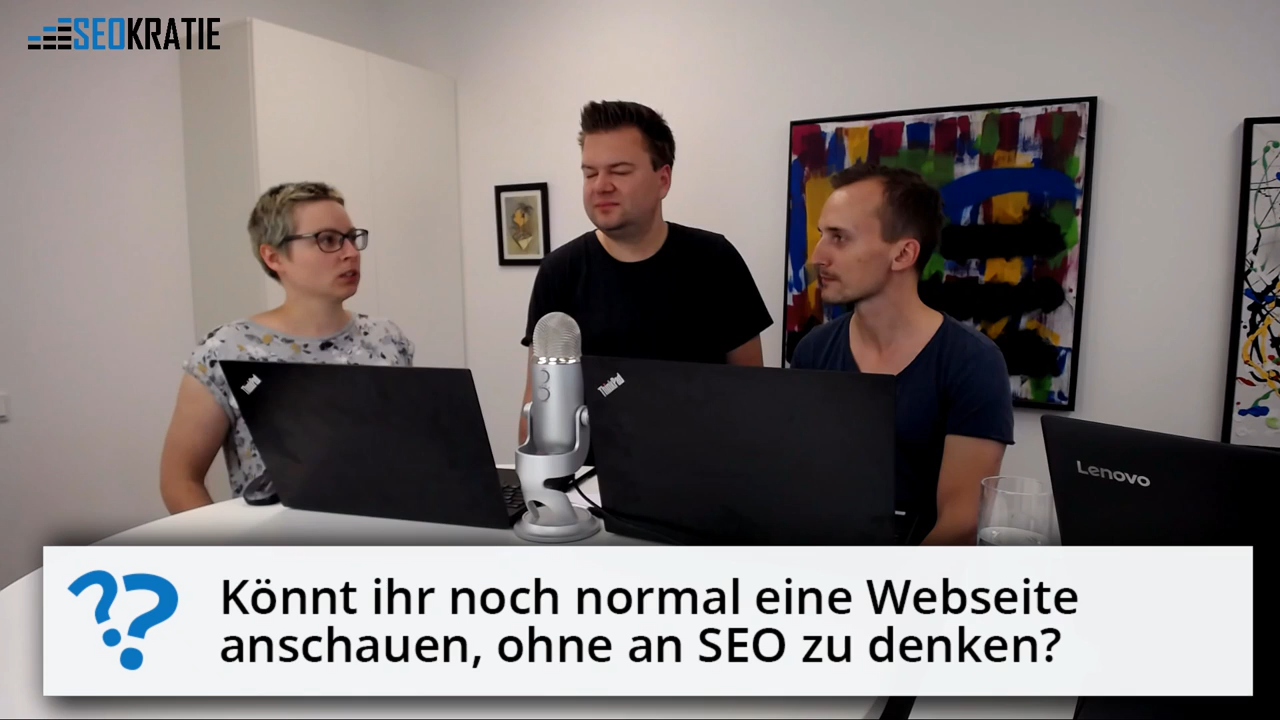 SEOKRATIE
ThinkPad
ThinkPad
Lenovo
??
Könnt ihr noch normal eine Webseite
anschauen, ohne an SEO zu denken?